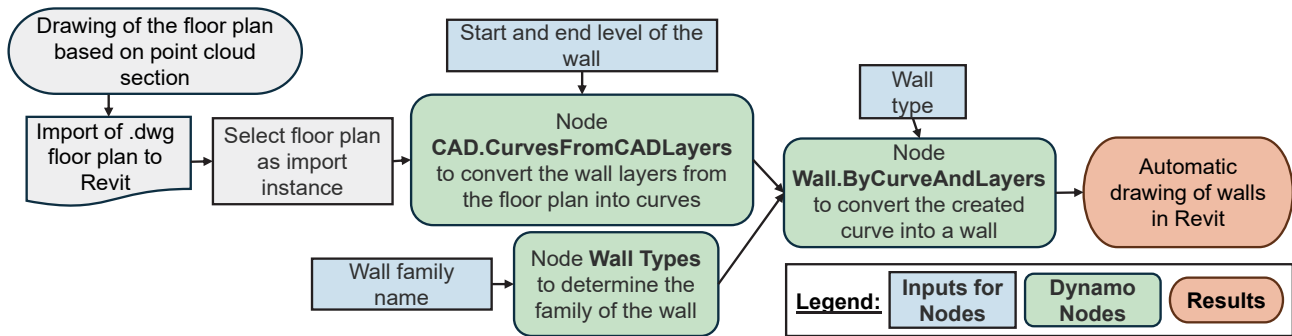 Drawing of the floor plan
based on point cloud
section
Start and end level of the
wall
Wall
type
Import of .dwg
floor plan to
Revit
Select floor plan
as import
instance
Node
CAD.CurvesFromCADLayers
to convert the wall layers from
the floor plan into curves
Node
Wall.ByCurveAndLayers
to convert the created
curve into a wall
Automatic
drawing of walls
in Revit
Wall family
name
Node Wall Types
to determine the
family of the wall
Legend:
Inputs for
Nodes
Dynamo
Nodes
Results